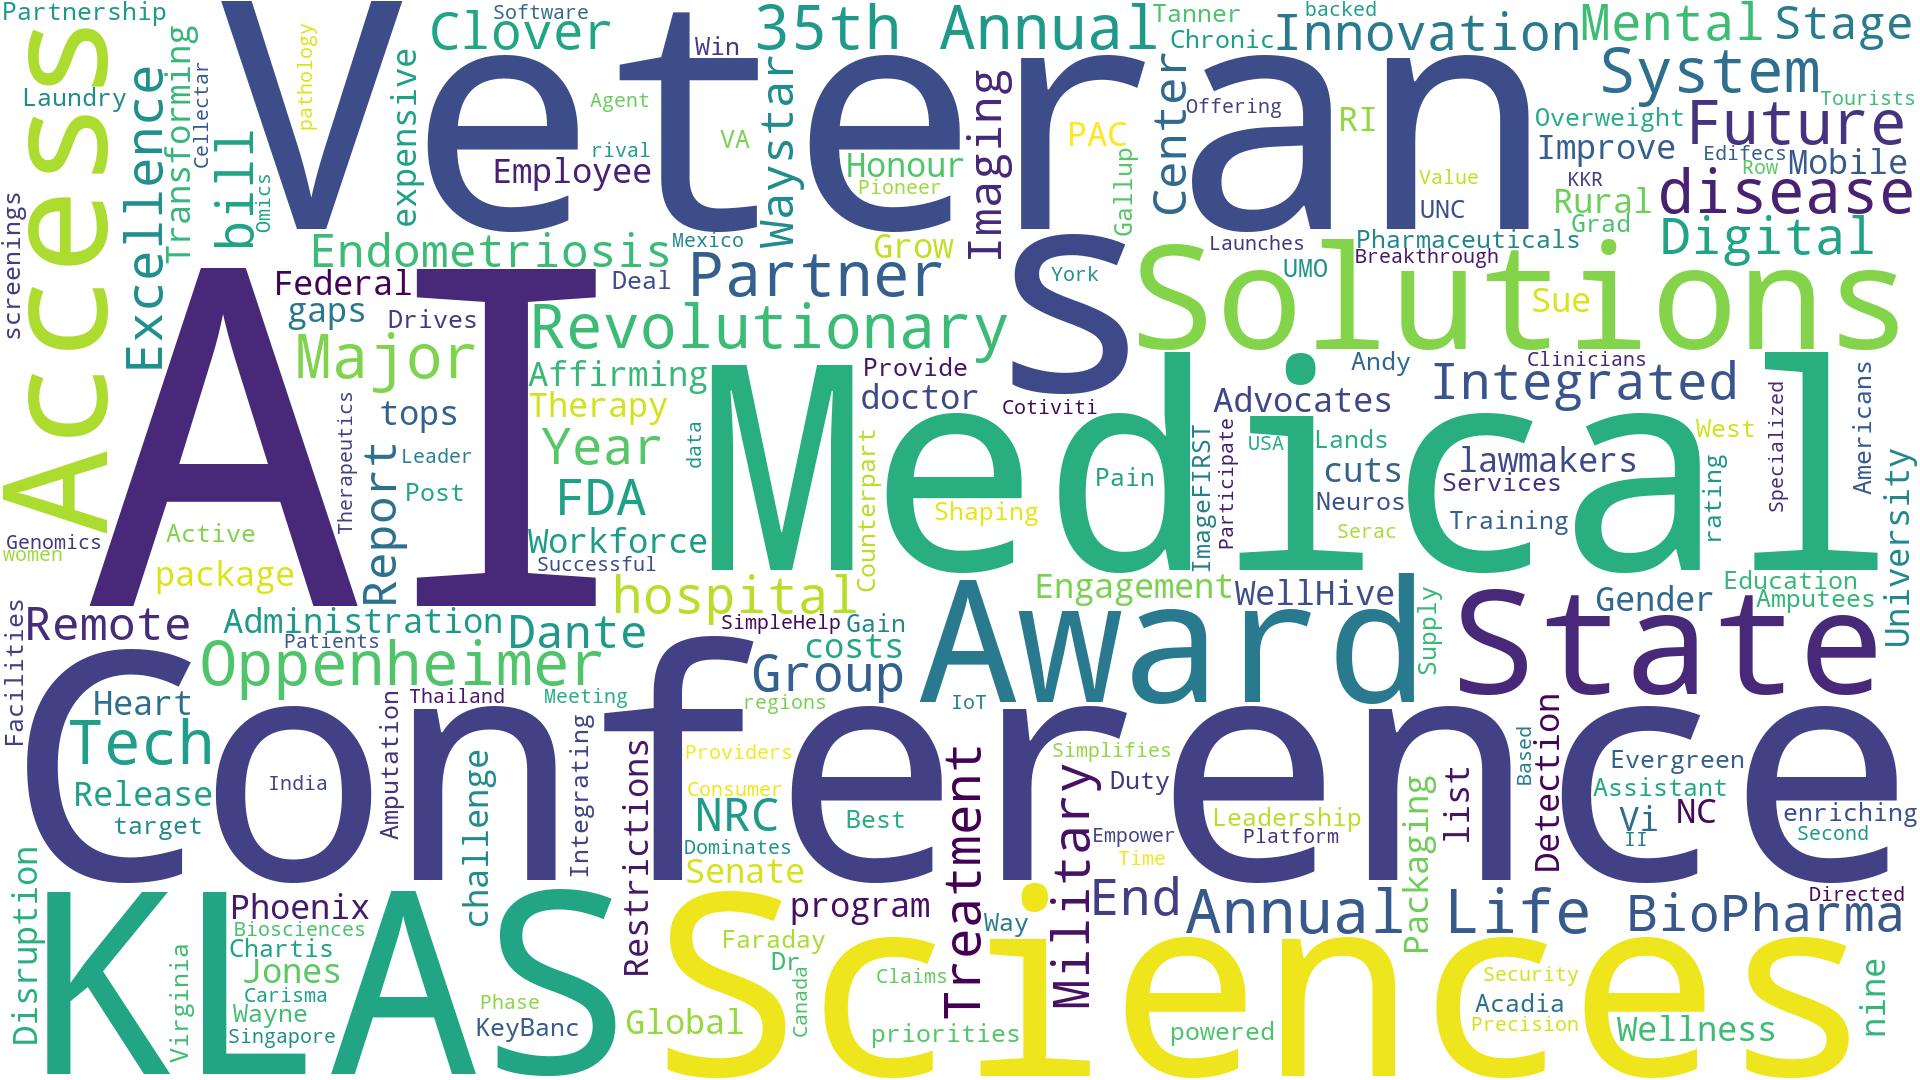 Partnership
Access
Veteran
Clover
Software
Win
35th Annual
Tanner
Chronic
Innovation
backed
Mental
Stage
System
Laundry
Excellence
Transforming
Cellectar
bill
Omics
pathology
expensive
Agent
VA
rival
Employee
Waystar
Honour
Pioneer
Imaging
PAC
Gallup
Center
Offering
RI
Value
UNC
Overweight
Improve
KKR
Rural
Grad
Future
Tourists
Edifecs
Row
Mobile
disease
screenings
Endometriosis
Mexico
Grow
Launches
Pharmaceuticals
Breakthrough
UMO
Digital
AI
Federal
gaps
Drives
Major
Deal
Partner
S
York
Solutions
Sue
Revolutionary
Affirming
Therapy
Year
FDA
Workforce
Successful
data
Provide
doctor
Cotiviti
Medical
Counterpart
Shaping
Pain
ImageFIRST
Participate
Advocates
USA
Andy
Lands
cuts
Neuros
Serac
Clinicians
Integrated
lawmakers
Services
Training
West
rating
Specialized
Americans
University
tops
Therapeutics
Report
Leader
Post
Genomics
women
Active
package
hospital
Engagement
WellHive
Supply
Gender
Education
Amputees
Facilities
Remote
Administration
Patients
Dante
SimpleHelp
Gain
costs
Group
Award
State
Oppenheimer
Heart
Thailand
Meeting
regions
IoT
Conference
Tech
Release
target
India
Amputation
challenge
Integrating
Restrictions
Providers
Consumer
NRC
Dominates
Senate
Best
Treatment
Simplifies
Military
Duty
Empower
Time
Leadership
Platform
Packaging
list
Based
Detection
Evergreen
Assistant
Vi
II
NC
enriching
Second
Disruption
KLAS
Phoenix
Biosciences
Chartis
Jones
Carisma
Wayne
Singapore
Virginia
Phase
KeyBanc
Global
Sciences
program
Faraday
Dr
Canada
Claims
priorities
Way
End
Annual
Life
BioPharma
Directed
powered
Security
Acadia
Precision
Wellness
nine